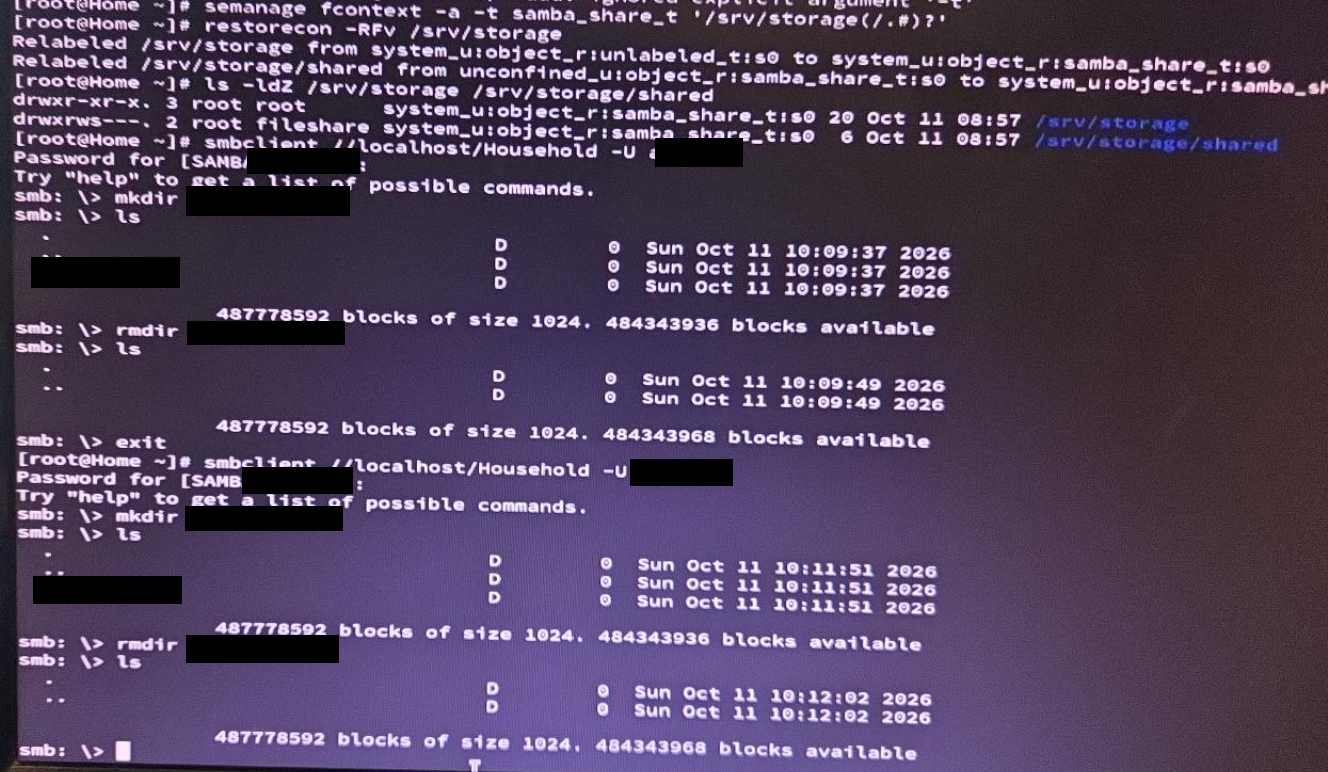 [root@Home ~]# semanage fcontext -a -t samba_share_t '/srv/storage(/.#)?'
[root@Home ~]# restorecon -RFv /srv/storage
Relabeled /srv/storage from system_u:object_r:unlabeled_t:s0 to system_u:object_r:samba_share_t:s0
Relabeled /srv/storage/shared from unconfined_u:object_r:samba_share_t:s0 to system_u:object_r:samba_sh
[root@Home ~]# ls -ldZ /srv/storage /srv/storage/shared
drwxr-xr-x. 3 root root      system_u:object_r:samba_share_t:s0 20 Oct 11 08:57 /srv/storage
drwxrws---. 2 root fileshare system_u:object_r:samba_share_t:s0  6 Oct 11 08:57 /srv/storage/shared
[root@Home ~]# smbclient //localhost/Household -U
Password for [SAMBA :
Try "help" to get a list of possible commands.
smb: \> mkdir
smb: \> ls
  .                                   D        0  Sun Oct 11 10:09:37 2026
  ..                                  D        0  Sun Oct 11 10:09:37 2026
                                      D        0  Sun Oct 11 10:09:37 2026
                487778592 blocks of size 1024. 484343936 blocks available
smb: \> rmdir
smb: \> ls
  .                                   D        0  Sun Oct 11 10:09:49 2026
  ..                                  D        0  Sun Oct 11 10:09:49 2026
                487778592 blocks of size 1024. 484343968 blocks available
smb: \> exit
[root@Home ~]# smbclient //localhost/Household -U
Password for [SAMB :
Try "help" to get a list of possible commands.
smb: \> mkdir
smb: \> ls
  .                                   D        0  Sun Oct 11 10:11:51 2026
  ..                                  D        0  Sun Oct 11 10:11:51 2026
                                      D        0  Sun Oct 11 10:11:51 2026
                487778592 blocks of size 1024. 484343936 blocks available
smb: \> rmdir
smb: \> ls
  .                                   D        0  Sun Oct 11 10:12:02 2026
  ..                                  D        0  Sun Oct 11 10:12:02 2026
                487778592 blocks of size 1024. 484343968 blocks available
smb: \>